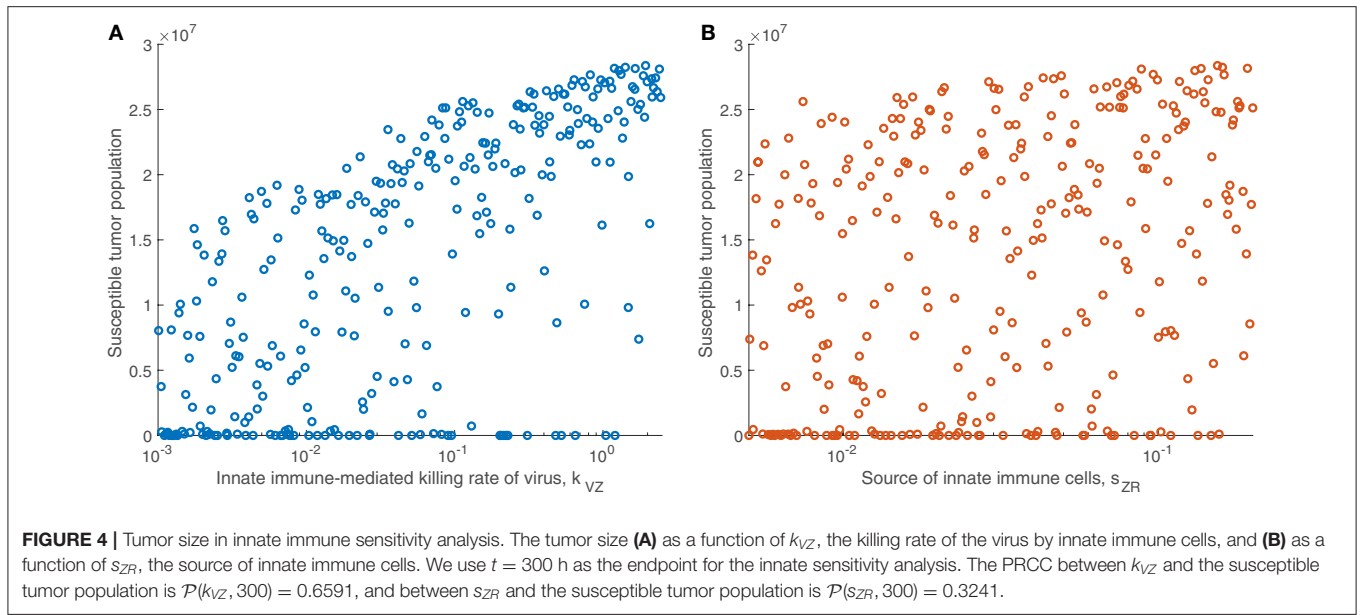 A
×10^7
3
2.5
2
1.5
1
0.5
0
Susceptible tumor population
10^-3
10^-2
10^-1
10^0
Innate immune-mediated killing rate of virus, k_VZ
B
×10^7
3
2.5
2
1.5
1
0.5
0
Susceptible tumor population
10^-2
10^-1
Source of innate immune cells, s_ZR
FIGURE 4 | Tumor size in innate immune sensitivity analysis. The tumor size (A) as a function of k_VZ, the killing rate of the virus by innate immune cells, and (B) as a
function of s_ZR, the source of innate immune cells. We use t = 300 h as the endpoint for the innate sensitivity analysis. The PRCC between k_VZ and the susceptible
tumor population is P(k_VZ, 300) = 0.6591, and between s_ZR and the susceptible tumor population is P(s_ZR, 300) = 0.3241.